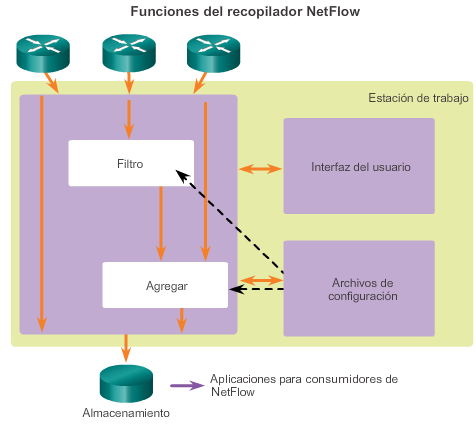 Funciones del recopilador NetFlow
Estación de trabajo
Filtro
Interfaz del usuario
Agregar
Archivos de
configuración
Almacenamiento
Aplicaciones para consumidores de
NetFlow